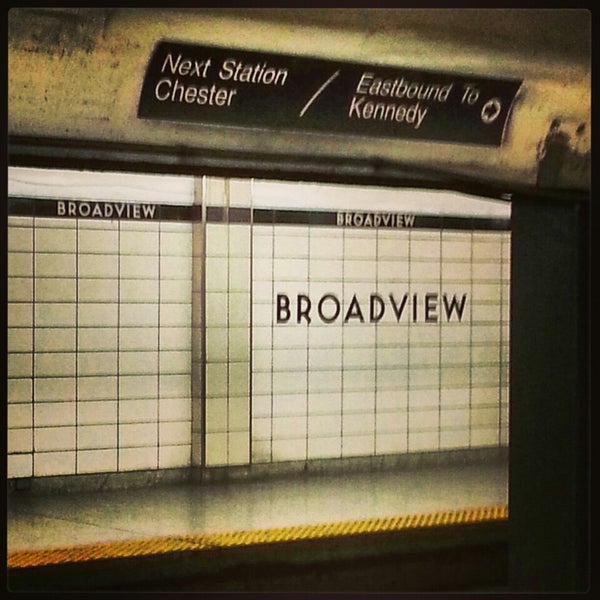 Next Station
Chester
Eastbound To
Kennedy
BROADVIEW
BROADVIEW
BROADVIEW